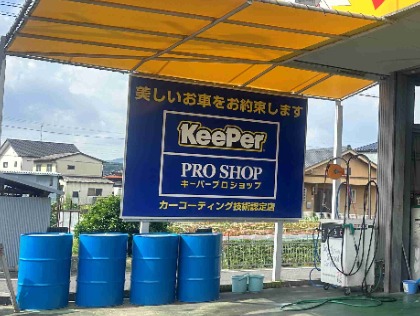 美しいお車をお約束します
KeePer
PRO SHOP
キーパープロショップ
カーコーティング技術認定店